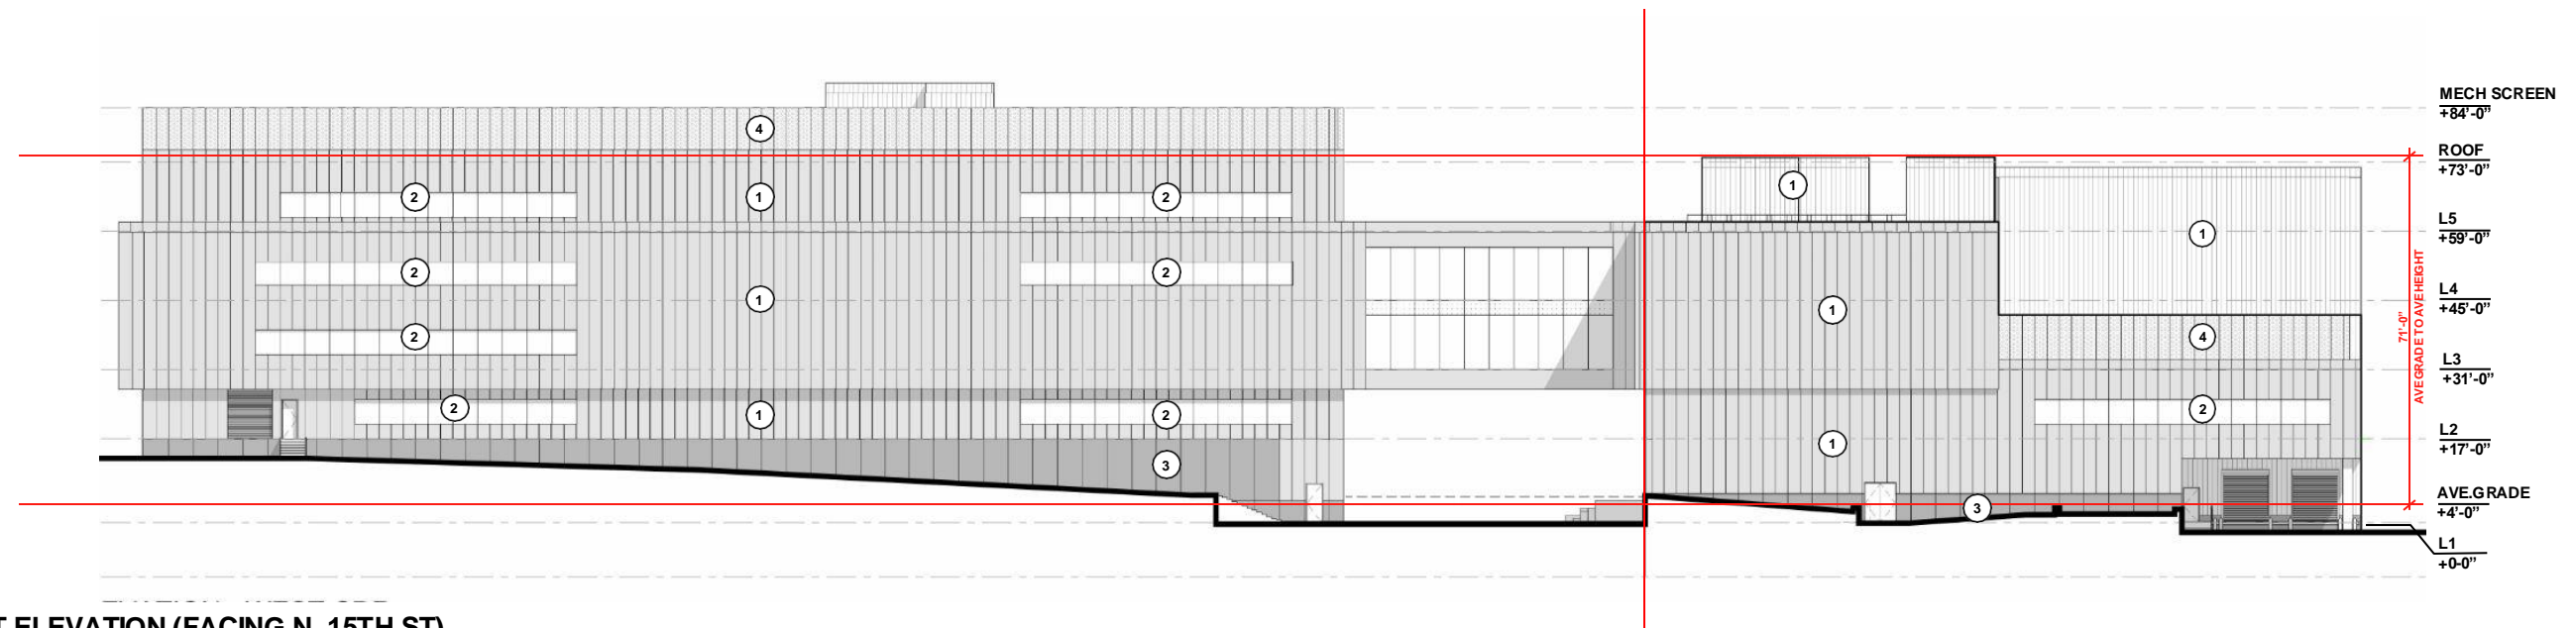 MECH SCREEN
+84'-0"
ROOF
+73'-0"
L5
+59'-0"
L4
+45'-0"
L3
+31'-0"
L2
+17'-0"
AVE.GRADE
+4'-0"
L1
+0-0"
71'-0"
AVE GRADE TO AVE HEIGHT
4
2
1
2
1
1
2
2
1
1
4
2
2
2
1
2
1
3
3
T ELEVATION (FACING N. 15TH ST)